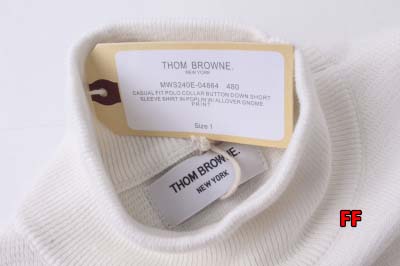 THOM BROWNE.
NEW YORK
MWS240E-04664 480
CASUAL FIT POLO COLLAR BUTTON DOWN SHORT
SLEEVE SHIRT IN POPLIN W/ ALLOVER GNOME
PRINT
Size 1
THOM BROWNE.
NEW YORK
FF